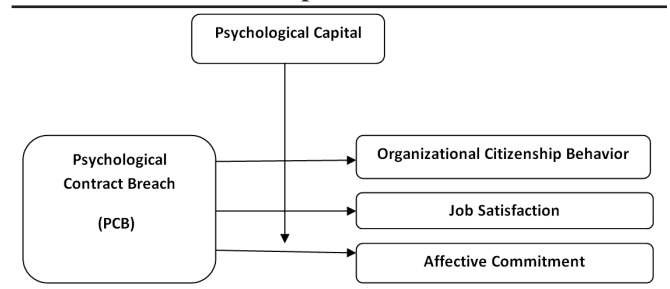 Psychological Capital
Psychological
Contract Breach
(PCB)
Organizational Citizenship Behavior
Job Satisfaction
Affective Commitment